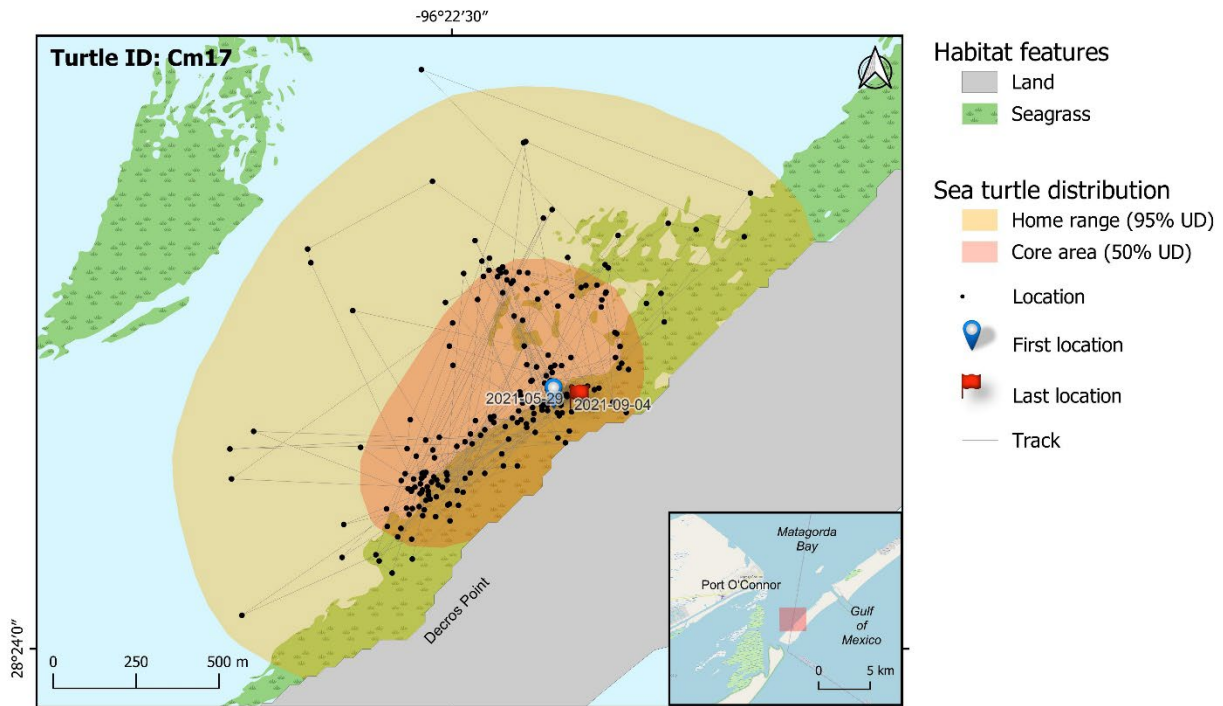 -96°22'30"
Turtle ID: Cm17
2021-05-29
2021-09-04
Decros Point
28°24'0"
0 250 500 m
Matagorda
Bay
Port O'Connor
Gulf
of
Mexico
0 5 km
Habitat features
Land
Seagrass
Sea turtle distribution
Home range (95% UD)
Core area (50% UD)
Location
First location
Last location
Track